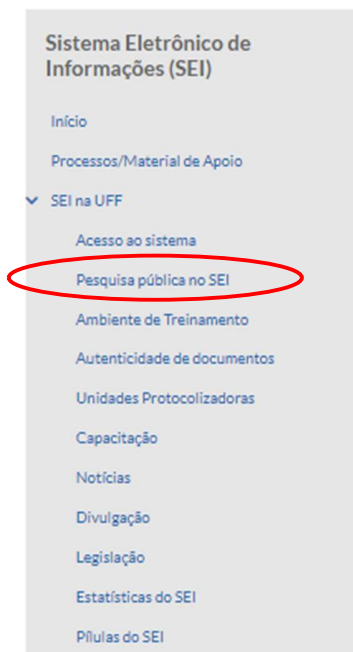 Sistema Eletrônico de
Informações (SEI)
Início
Processos/Material de Apoio
SEI na UFF
Acesso ao sistema
Pesquisa pública no SEI
Ambiente de Treinamento
Autenticidade de documentos
Unidades Protocolizadoras
Capacitação
Notícias
Divulgação
Legislação
Estatísticas do SEI
Pílulas do SEI